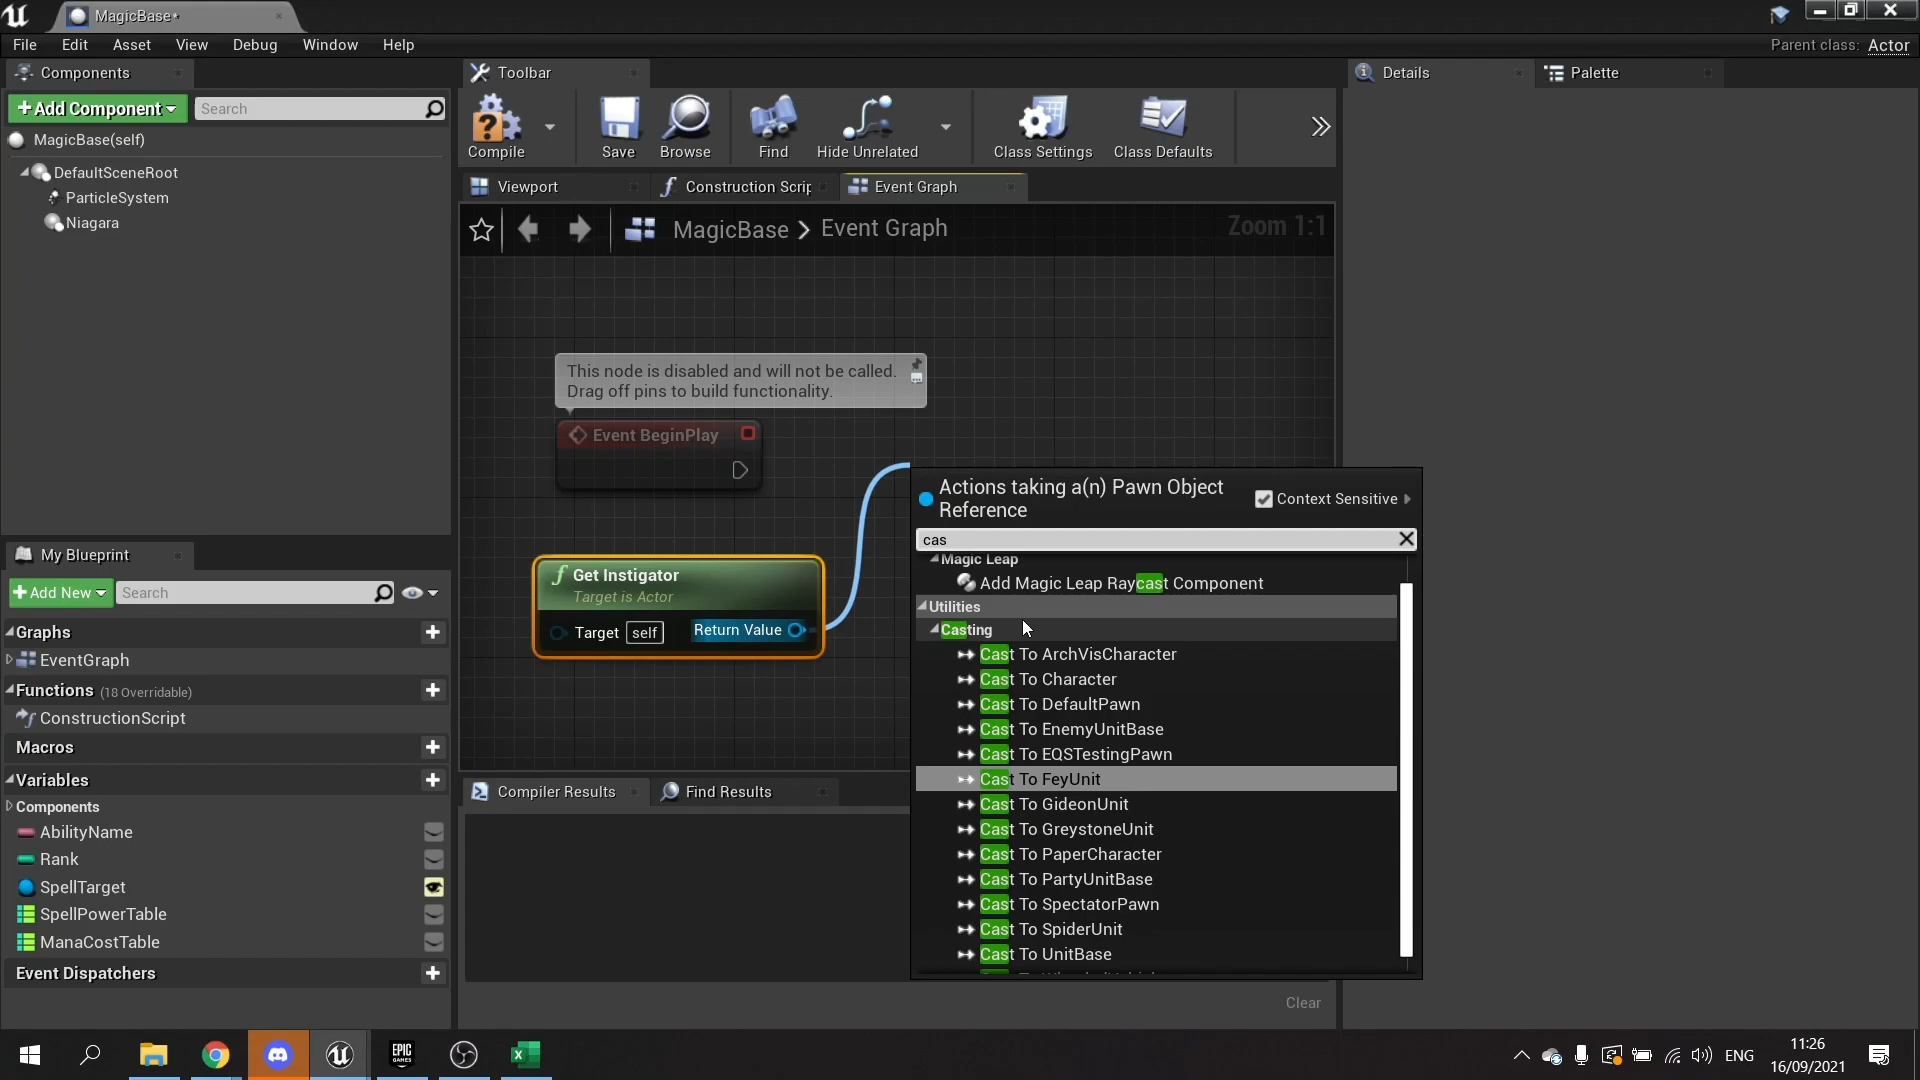 MagicBase*
File Edit Asset View Debug Window Help
Parent class: Actor
Components
Toolbar
Details
Palette
+Add Component
Search
MagicBase(self)
DefaultSceneRoot
ParticleSystem
Niagara
Compile
Save
Browse
Find
Hide Unrelated
Class Settings
Class Defaults
Viewport
Construction Scrip
Event Graph
MagicBase > Event Graph
Zoom 1:1
This node is disabled and will not be called.
Drag off pins to build functionality.
Event BeginPlay
Get Instigator
Target is Actor
Target self
Return Value
Actions taking a(n) Pawn Object
Reference
Context Sensitive
cas
Magic Leap
Add Magic Leap Raycast Component
Utilities
Casting
Cast To ArchVisCharacter
Cast To Character
Cast To DefaultPawn
Cast To EnemyUnitBase
Cast To EQSTestingPawn
Cast To FeyUnit
Cast To GideonUnit
Cast To GreystoneUnit
Cast To PaperCharacter
Cast To PartyUnitBase
Cast To SpectatorPawn
Cast To SpiderUnit
Cast To UnitBase
My Blueprint
+Add New
Search
Graphs
EventGraph
Functions (18 Overridable)
ConstructionScript
Macros
Variables
Components
AbilityName
Rank
SpellTarget
SpellPowerTable
ManaCostTable
Event Dispatchers
Compiler Results
Find Results
Clear
EPIC
GAMES
ENG
11:26
16/09/2021